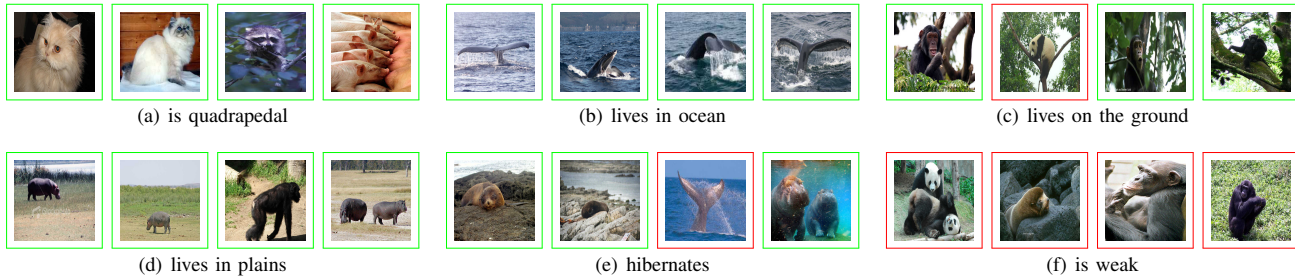 (a) is quadrapedal
(b) lives in ocean
(c) lives on the ground
(d) lives in plains
(e) hibernates
(f) is weak